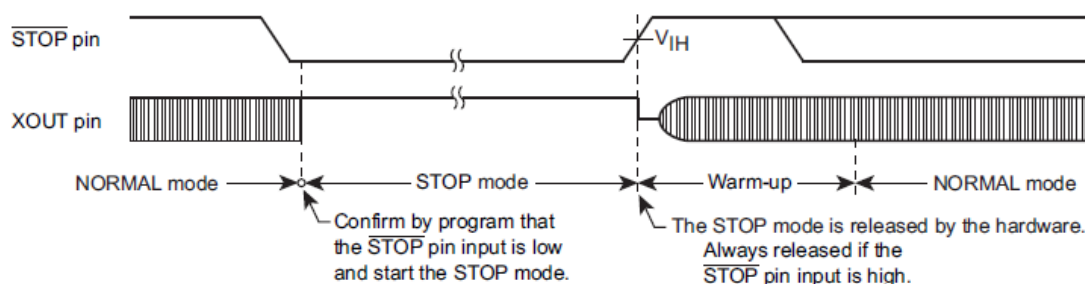 STOP pin
VIH
XOUT pin
NORMAL mode
STOP mode
Warm-up
NORMAL mode
Confirm by program that
the STOP pin input is low
and start the STOP mode.
The STOP mode is released by the hardware.
Always released if the
STOP pin input is high.